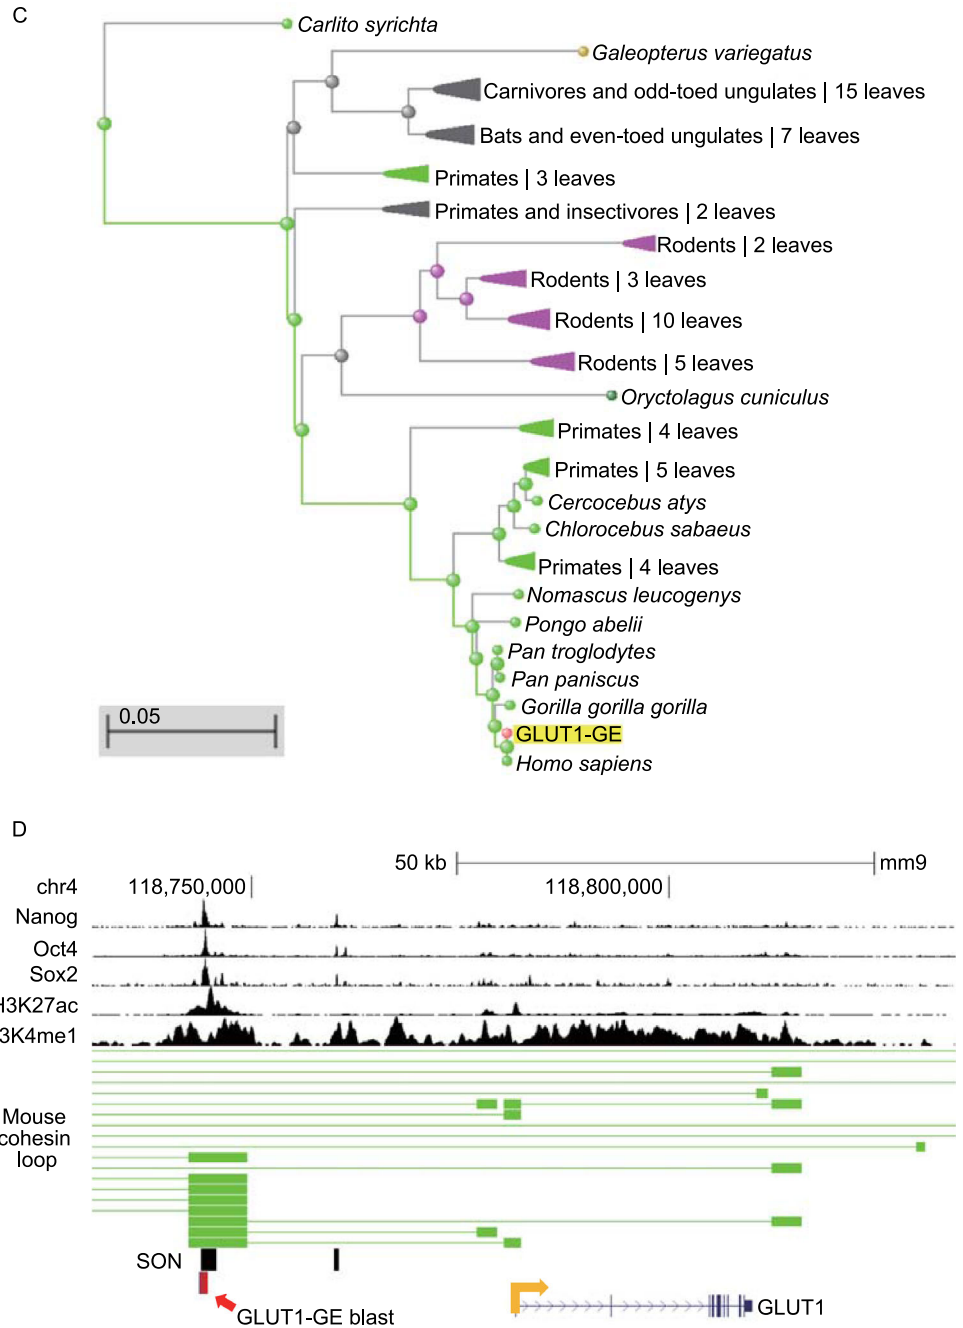 C
Carlito syrichta
Galeopterus variegatus
Carnivores and odd-toed ungulates | 15 leaves
Bats and even-toed ungulates | 7 leaves
Primates | 3 leaves
Primates and insectivores | 2 leaves
Rodents | 2 leaves
Rodents | 3 leaves
Rodents | 10 leaves
Rodents | 5 leaves
Oryctolagus cuniculus
Primates | 4 leaves
Primates | 5 leaves
Cercocebus atys
Chlorocebus sabaeus
Primates | 4 leaves
Nomascus leucogenys
Pongo abelii
Pan troglodytes
Pan paniscus
Gorilla gorilla gorilla
0.05
GLUT1-GE
Homo sapiens
D
50 kb mm9
chr4 118,750,000 118,800,000
Nanog
Oct4
Sox2
H3K27ac
3K4me1
Mouse
cohesin
loop
SON
GLUT1-GE blast
GLUT1